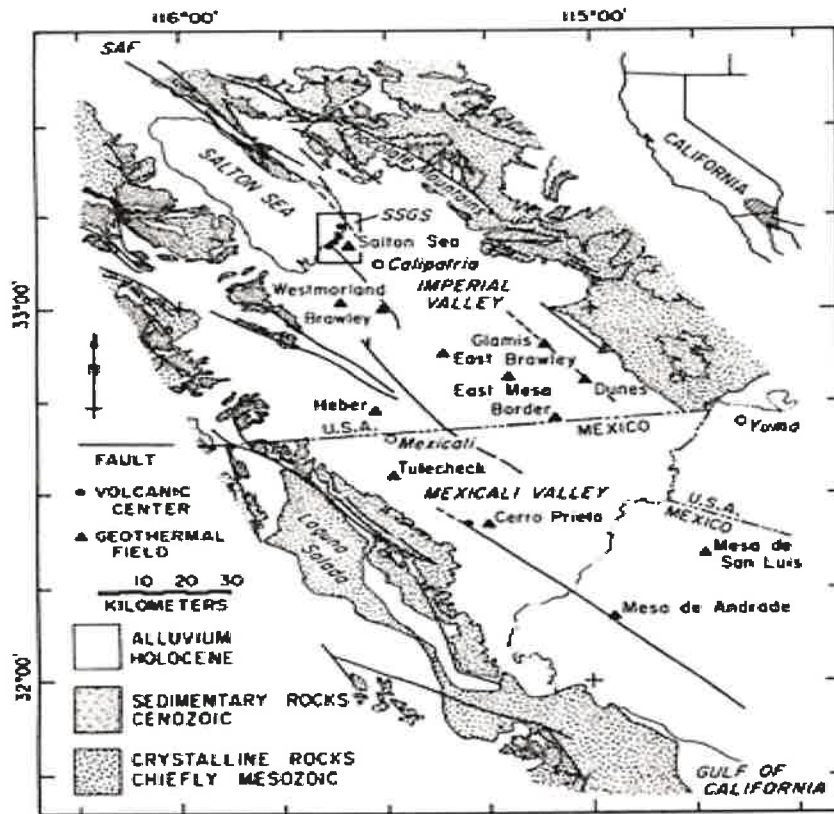 116°00'
115°00'
SAF
SALTON SEA
Mountains
CALIFORNIA
SSGS
Salton Sea
Calipatria
IMPERIAL
VALLEY
Westmorland
Brawley
33°00'
Glamis
East Brawley
East Mesa
Dunes
Heber
Border
U.S.A.
MEXICO
Yuma
Mexicali
FAULT
Tulecheck
VOLCANIC
CENTER
MEXICALI VALLEY
U.S.A.
MEXICO
Cerro Prieto
GEOTHERMAL
FIELD
Laguna
Salada
Mesa de
San Luis
10 20 30
KILOMETERS
Mesa de Andrade
ALLUVIUM
HOLOCENE
32°00'
SEDIMENTARY ROCKS
CENOZOIC
CRYSTALLINE ROCKS
CHIEFLY MESOZOIC
GULF OF
CALIFORNIA